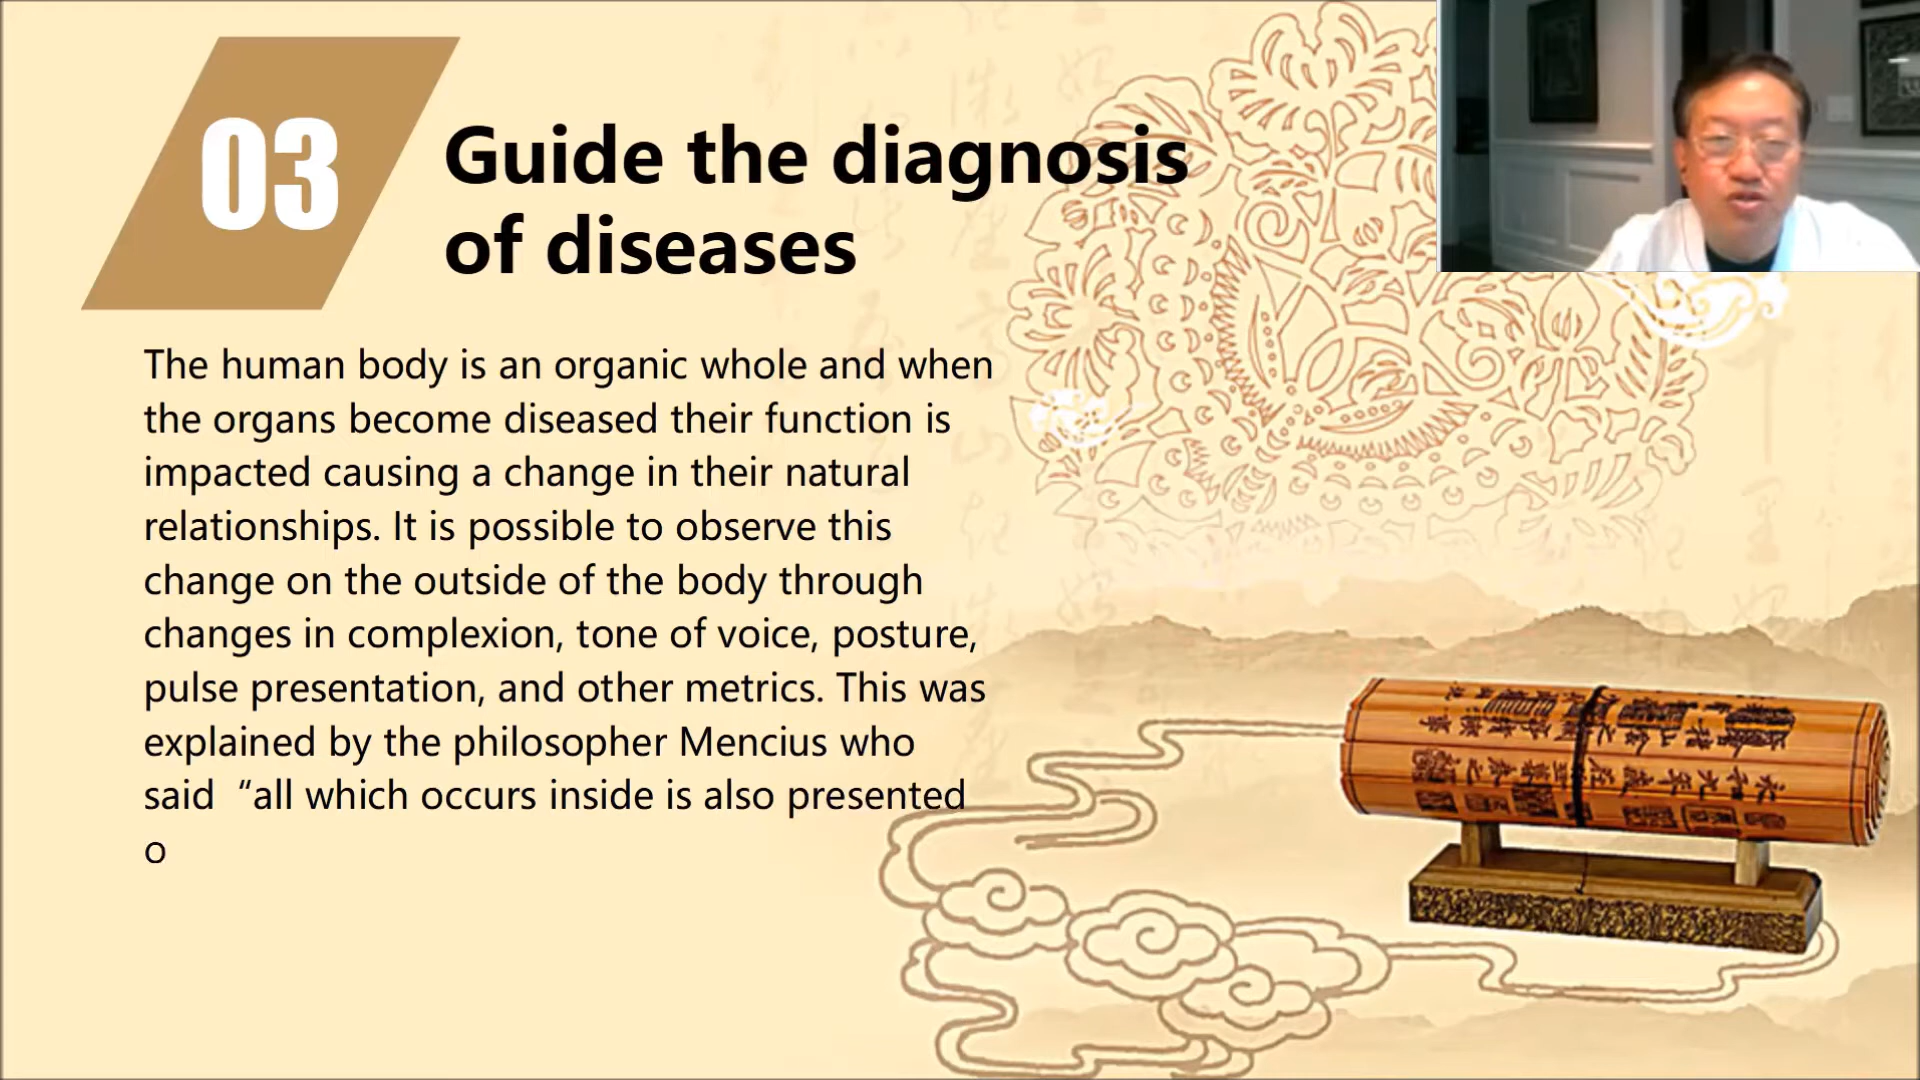 03
Guide the diagnosis
of diseases
The human body is an organic whole and when
the organs become diseased their function is
impacted causing a change in their natural
relationships. It is possible to observe this
change on the outside of the body through
changes in complexion, tone of voice, posture,
pulse presentation, and other metrics. This was
explained by the philosopher Mencius who
said “all which occurs inside is also presented
o